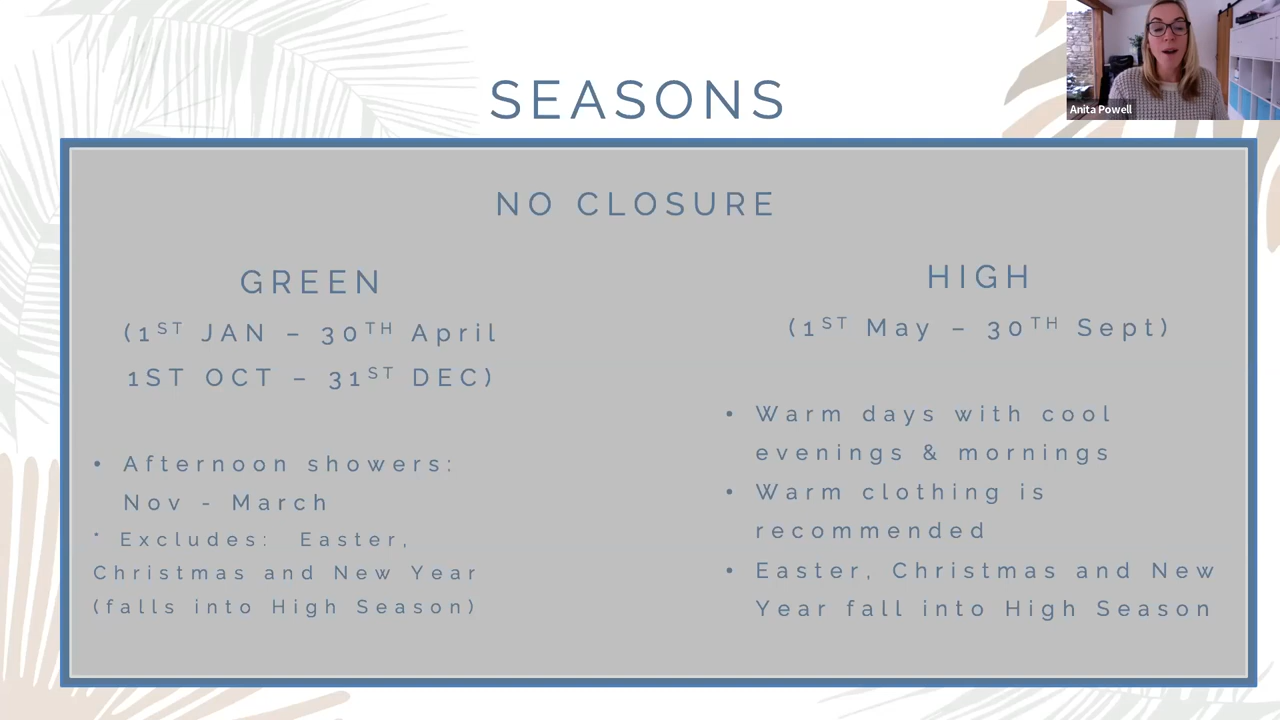 SEASONS
Anita Powell
NO CLOSURE
GREEN
(1ST JAN – 30TH April
1ST OCT – 31ST DEC)
• Afternoon showers:
Nov - March
* Excludes: Easter,
Christmas and New Year
(falls into High Season)
HIGH
(1ST May – 30TH Sept)
• Warm days with cool
evenings & mornings
• Warm clothing is
recommended
• Easter, Christmas and New
Year fall into High Season